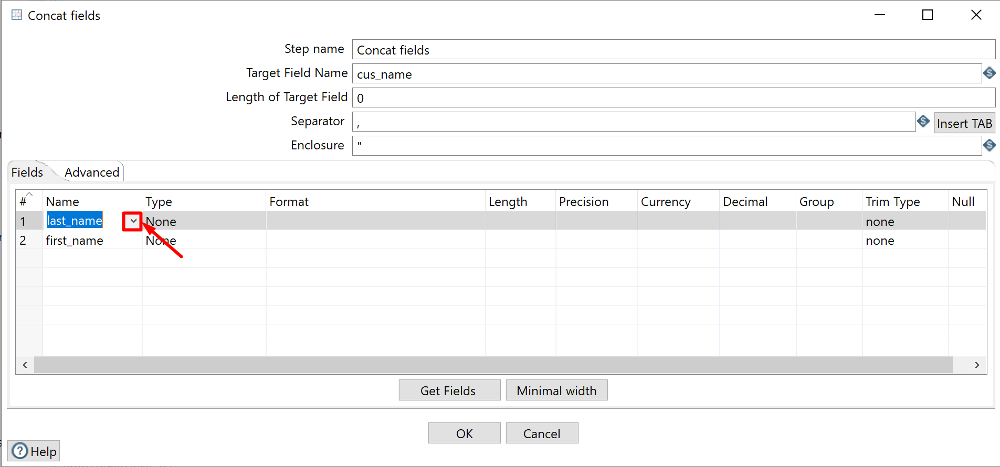 Concat fields
Step name Concat fields
Target Field Name cus_name
Length of Target Field 0
Separator , Insert TAB
Enclosure "
Fields Advanced
# Name Type Format Length Precision Currency Decimal Group Trim Type Null
1 last_name None none
2 first_name None none
Get Fields Minimal width
OK Cancel
Help